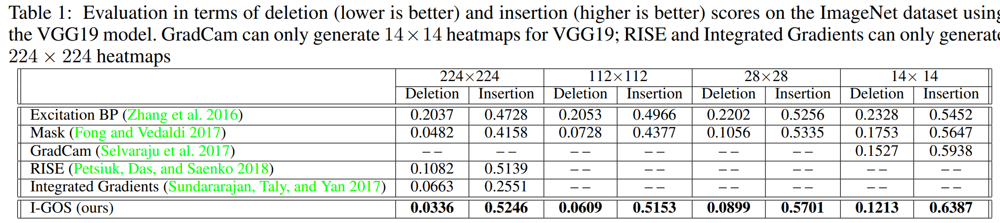 Table 1: Evaluation in terms of deletion (lower is better) and insertion (higher is better) scores on the ImageNet dataset using
the VGG19 model. GradCam can only generate 14 × 14 heatmaps for VGG19; RISE and Integrated Gradients can only generate
224 × 224 heatmaps
224×224 112×112 28×28 14× 14
Deletion Insertion Deletion Insertion Deletion Insertion Deletion Insertion
Excitation BP (Zhang et al. 2016) 0.2037 0.4728 0.2053 0.4966 0.2202 0.5256 0.2328 0.5452
Mask (Fong and Vedaldi 2017) 0.0482 0.4158 0.0728 0.4377 0.1056 0.5335 0.1753 0.5647
GradCam (Selvaraju et al. 2017) −− −− −− −− −− −− 0.1527 0.5938
RISE (Petsiuk, Das, and Saenko 2018) 0.1082 0.5139 −− −− −− −− −− −−
Integrated Gradients (Sundararajan, Taly, and Yan 2017) 0.0663 0.2551 −− −− −− −− −− −−
I-GOS (ours) 0.0336 0.5246 0.0609 0.5153 0.0899 0.5701 0.1213 0.6387